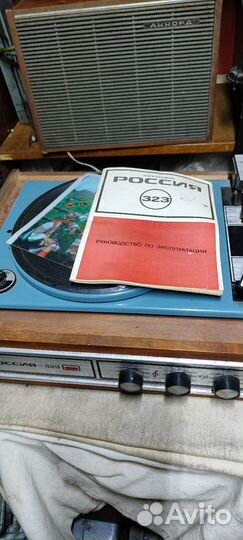 АККОРД
РОССИЯ
323
РУКОВОДСТВО ПО ЭКСПЛУАТАЦИИ
РОССИЯ-323
Avito